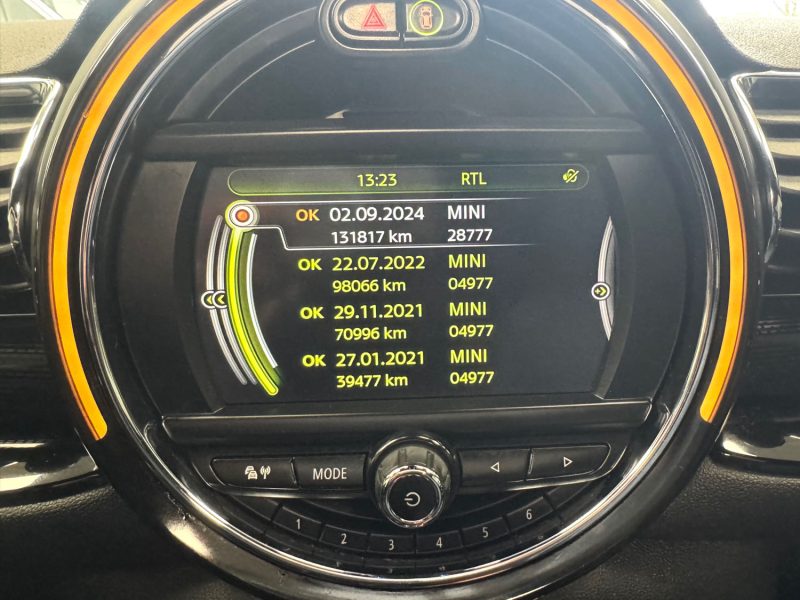 13:23 RTL
OK 02.09.2024 MINI
131817 km 28777
OK 22.07.2022 MINI
98066 km 04977
OK 29.11.2021 MINI
70996 km 04977
OK 27.01.2021 MINI
39477 km 04977
MODE
1 2 3 4 5 6